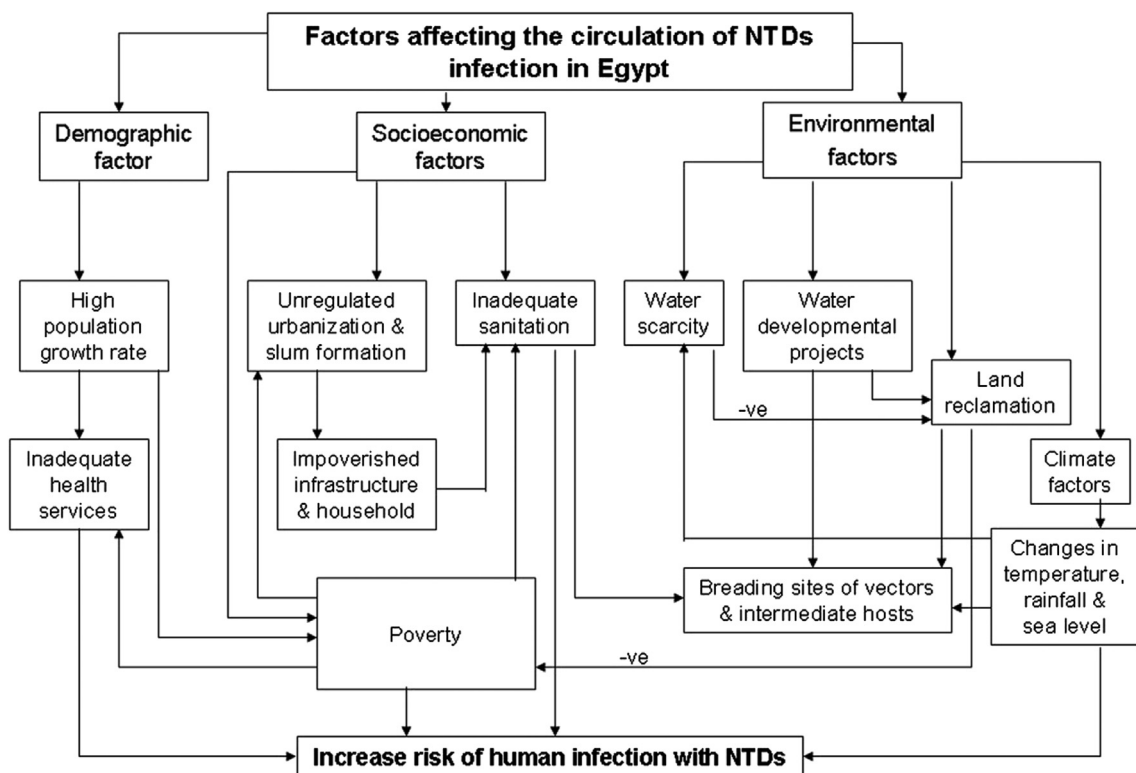 Factors affecting the circulation of NTDs
infection in Egypt
Demographic
factor
Socioeconomic
factors
Environmental
factors
High
population
growth rate
Unregulated
urbanization &
slum formation
Inadequate
sanitation
Water
scarcity
Water
developmental
projects
Land
reclamation
-ve
Inadequate
health
services
Impoverished
infrastructure
& household
Climate
factors
Changes in
temperature,
rainfall &
sea level
Breading sites of vectors
& intermediate hosts
Poverty
-ve
Increase risk of human infection with NTDs